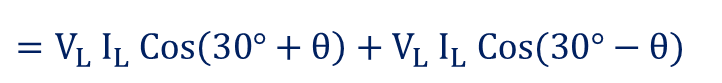 = V_L I_L Cos(30° + θ) + V_L I_L Cos(30° − θ)